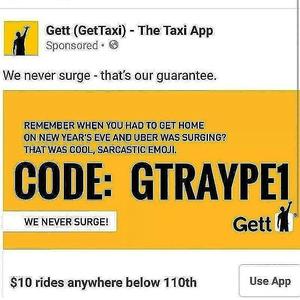 Gett (GetTaxi) - The Taxi App
Sponsored ·
We never surge - that's our guarantee.
REMEMBER WHEN YOU HAD TO GET HOME
ON NEW YEAR'S EVE AND UBER WAS SURGING?
THAT WAS COOL, SARCASTIC EMOJI.
CODE: GTRAYPE1
WE NEVER SURGE!
Gett
$10 rides anywhere below 110th
Use App